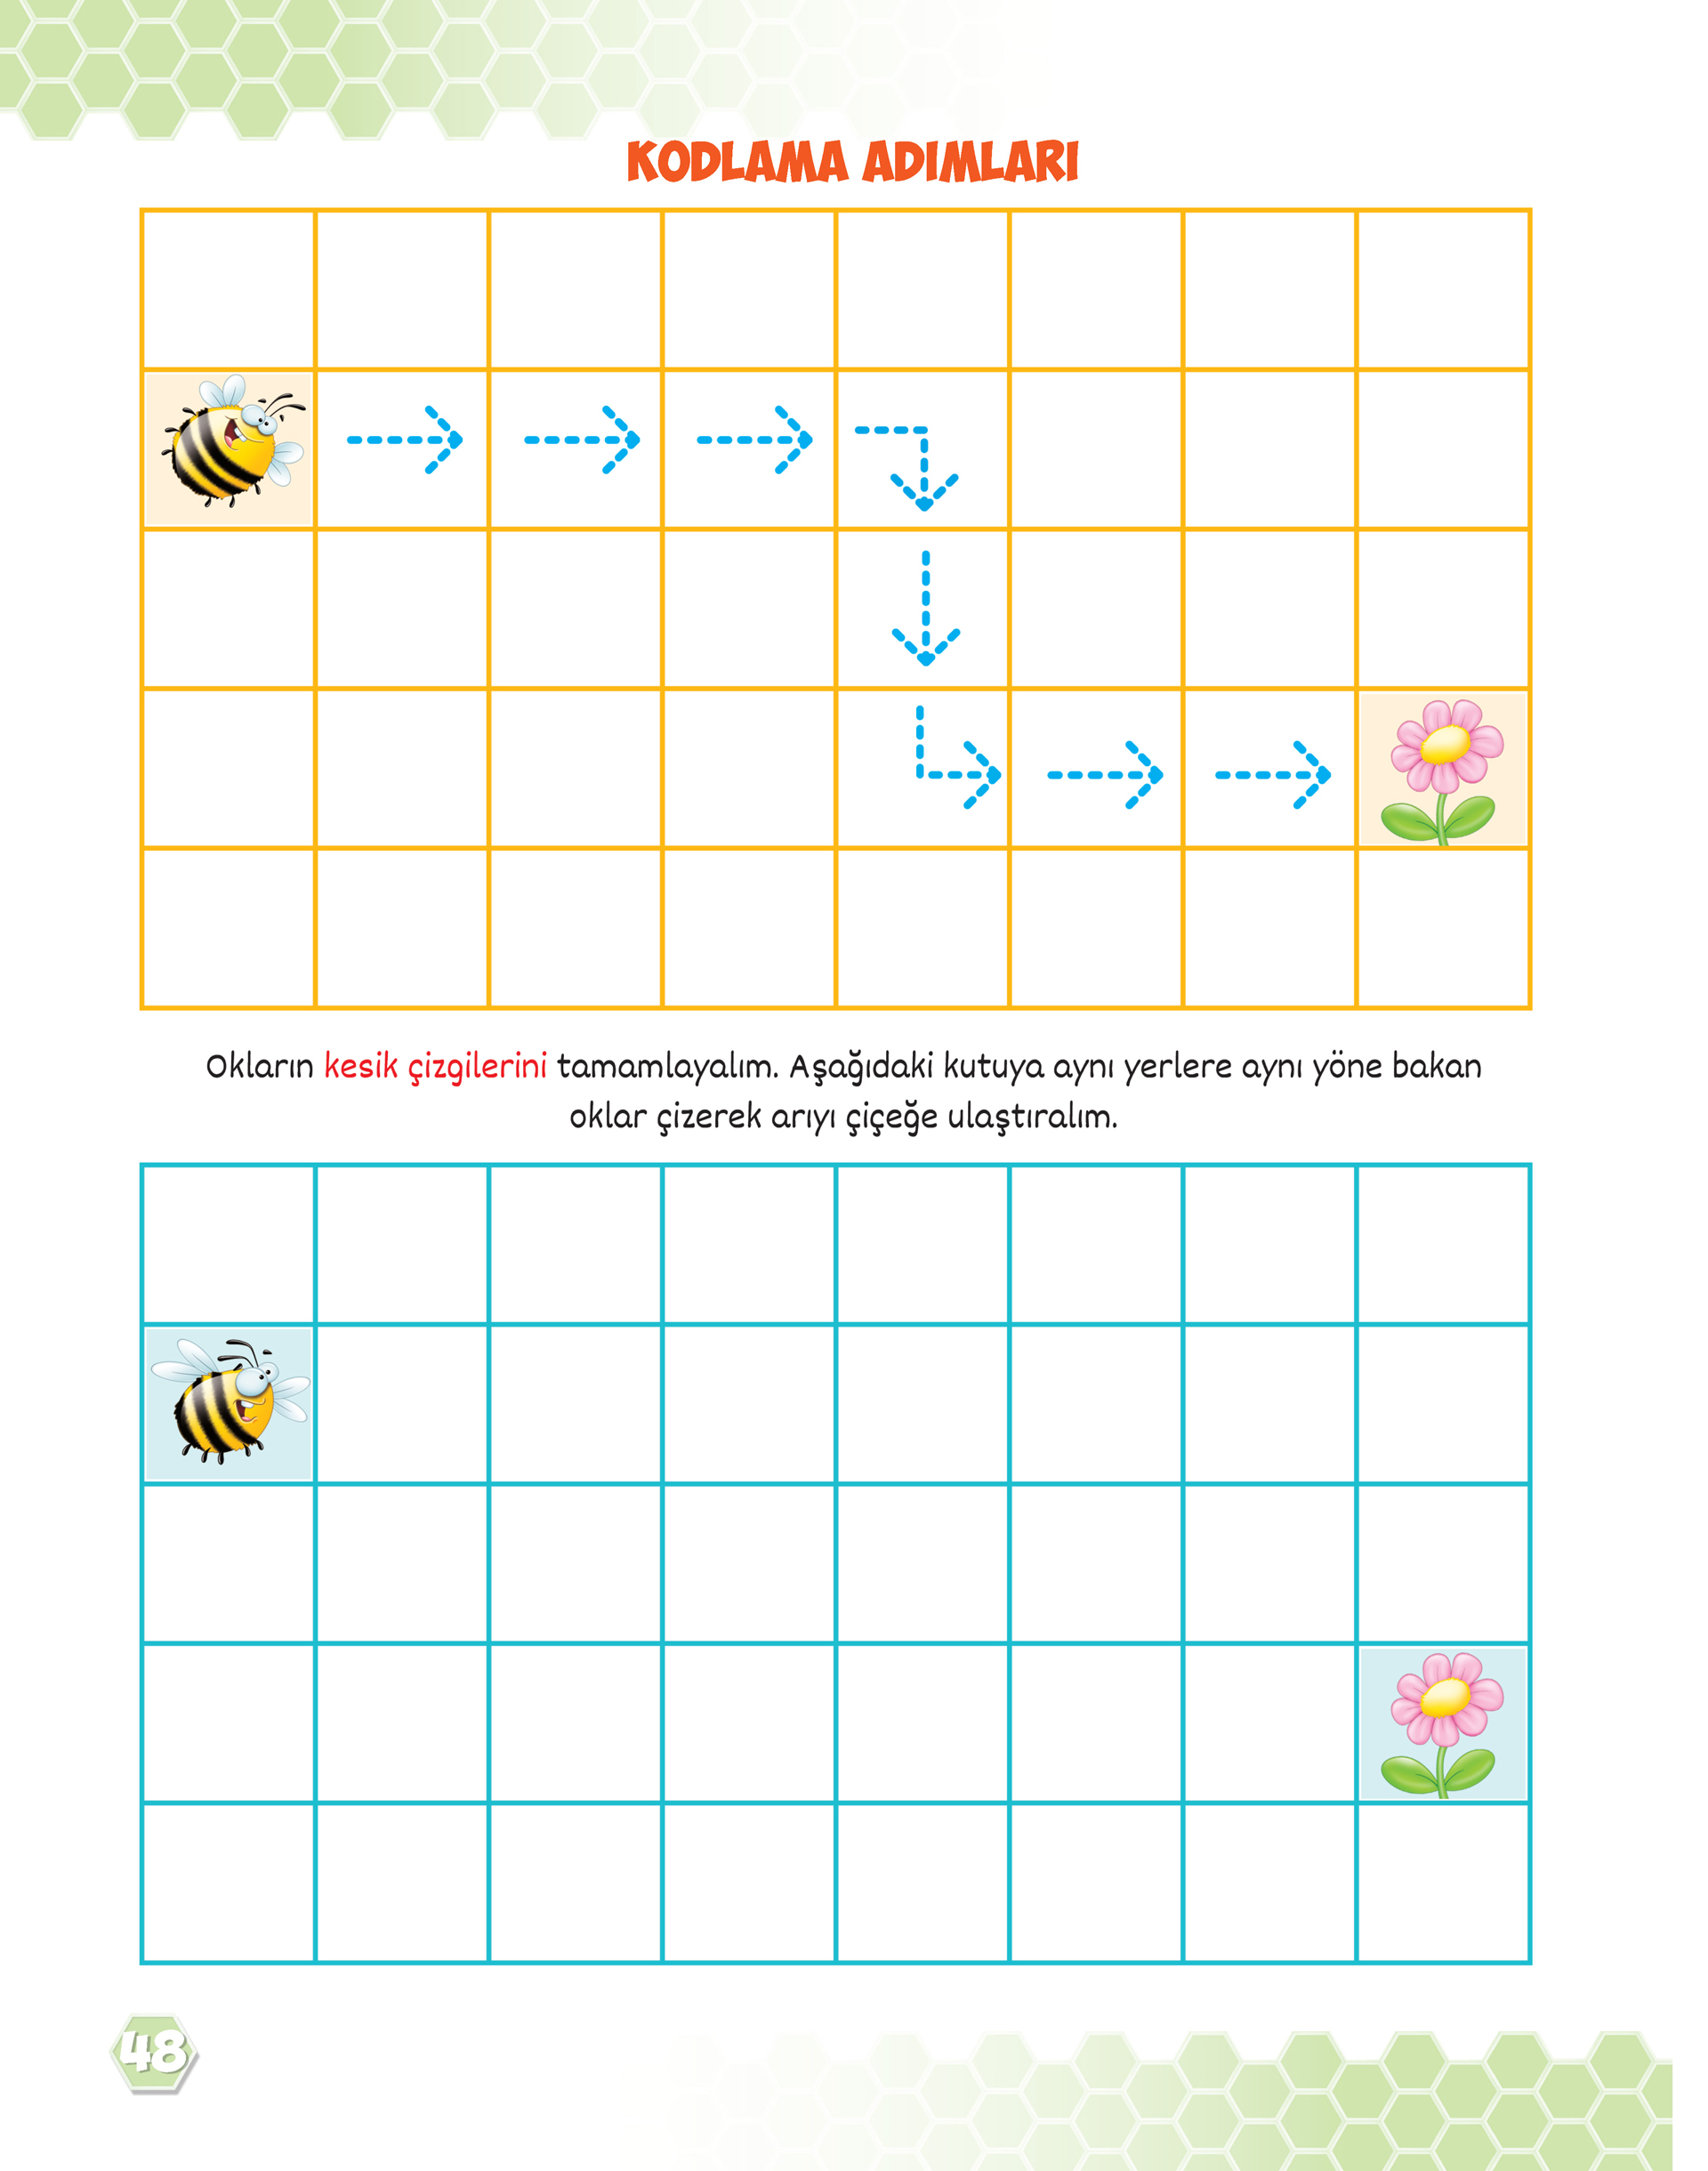 KODLAMA ADIMLARI
Okların kesik çizgilerini tamamlayalım. Aşağıdaki kutuya aynı yerlere aynı yöne bakan
oklar çizerek arıyı çiçeğe ulaştıralım.
48